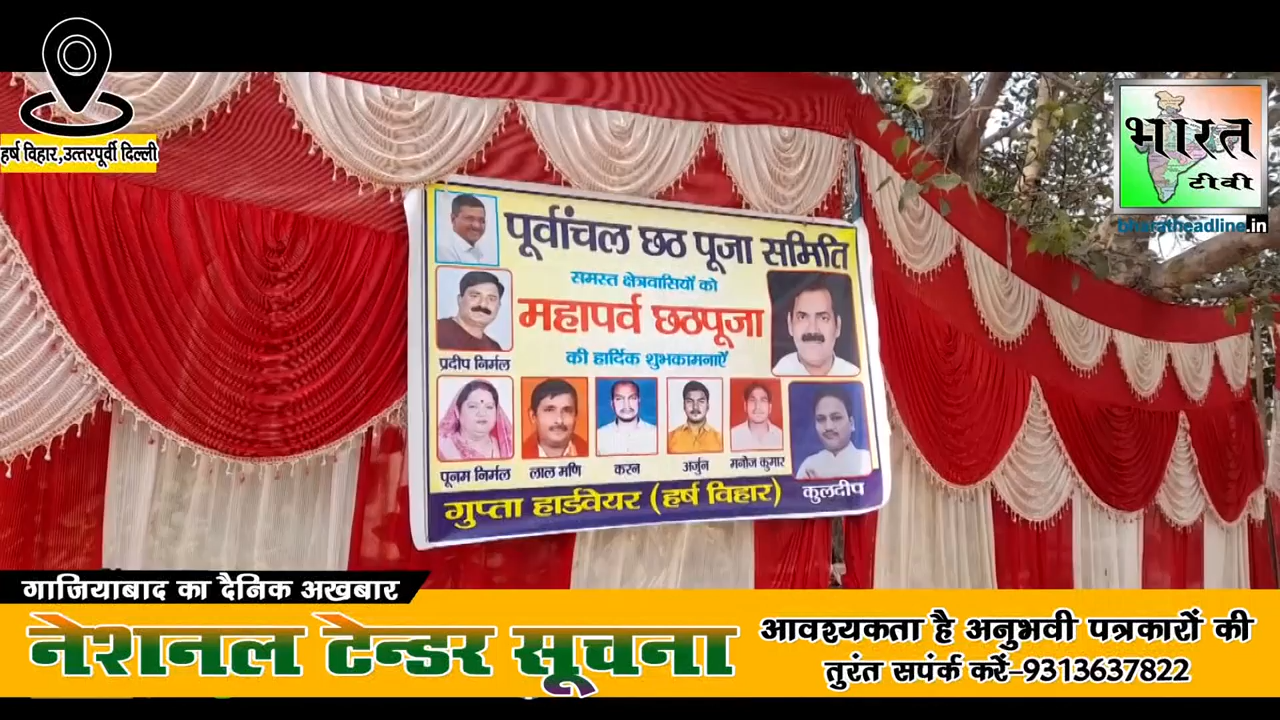 हर्ष विहार,उत्तरपूर्वी दिल्ली
भारत
टीवी
bharatheadline.in
पूर्वांचल छठ पूजा समिति
समस्त क्षेत्रवासियों को
महापर्व छठपूजा
की हार्दिक शुभकामनाएँ
प्रदीप निर्मल
पूनम निर्मल
लाल मणि
करन
अर्जुन
मनोज कुमार
कुलदीप
गुप्ता हार्डवेयर (हर्ष विहार)
गाजियाबाद का दैनिक अखबार
नेशनल टेन्डर सूचना
आवश्यकता है अनुभवी पत्रकारों की
तुरंत सपंर्क करें-9313637822